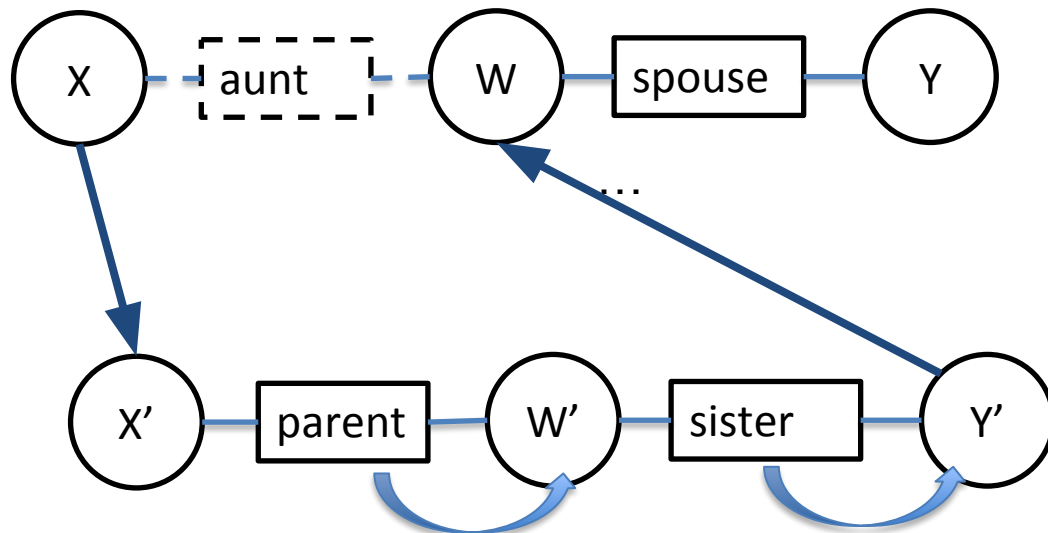 X aunt W spouse Y
…
X’ parent W’ sister Y’